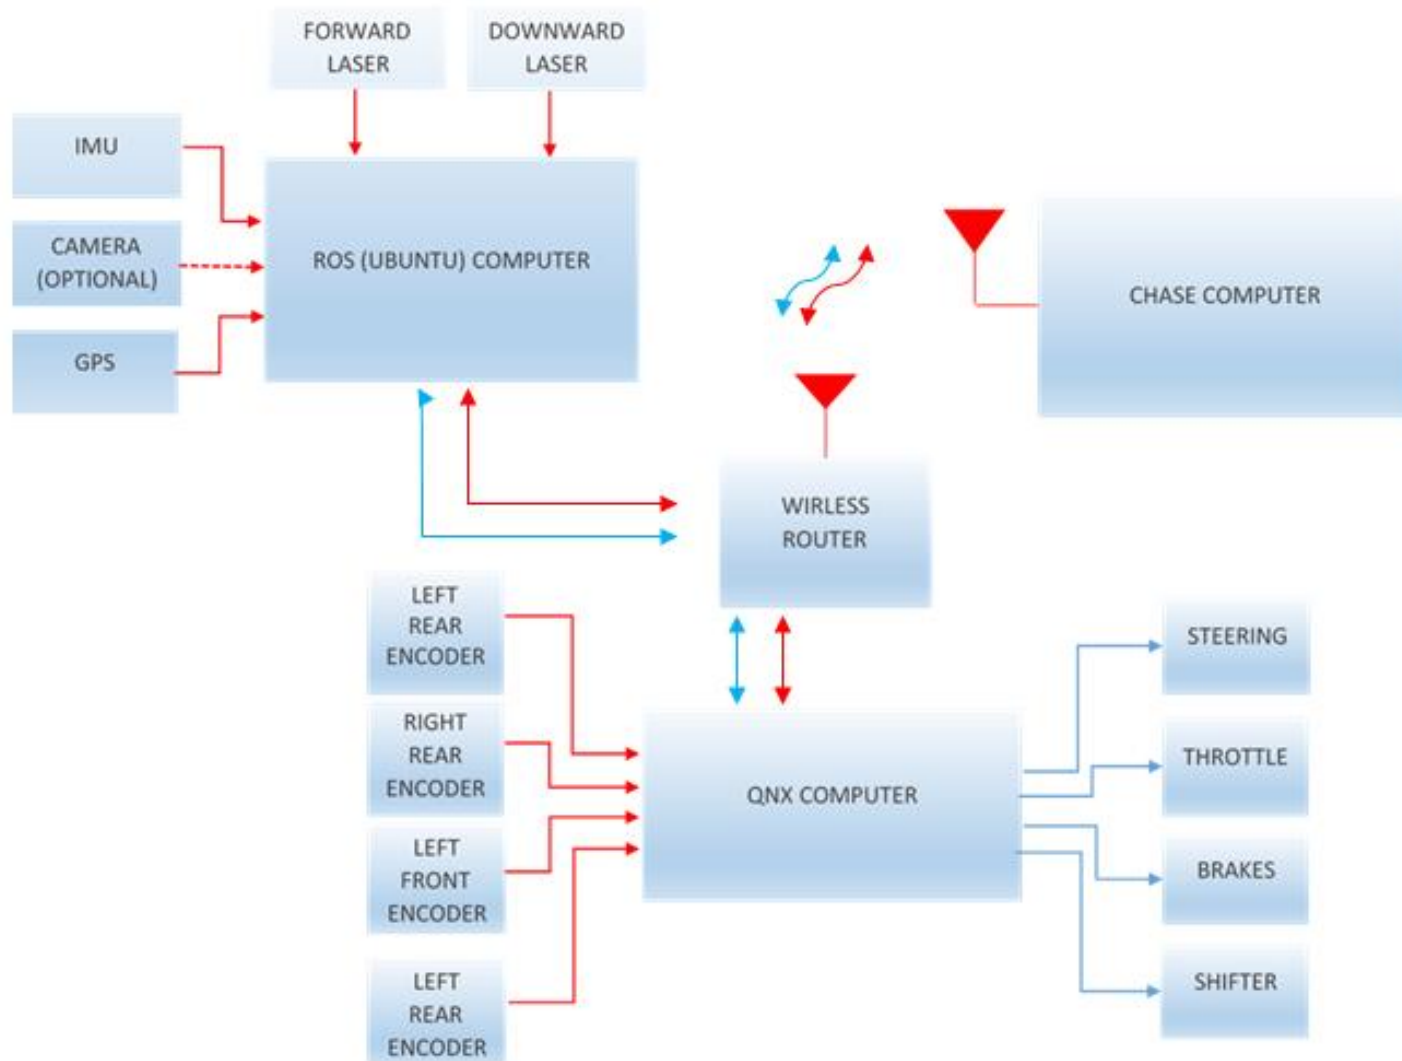 FORWARD
LASER
DOWNWARD
LASER
IMU
CAMERA
(OPTIONAL)
GPS
ROS (UBUNTU) COMPUTER
CHASE COMPUTER
WIRLESS
ROUTER
LEFT
REAR
ENCODER
RIGHT
REAR
ENCODER
LEFT
FRONT
ENCODER
LEFT
REAR
ENCODER
QNX COMPUTER
STEERING
THROTTLE
BRAKES
SHIFTER